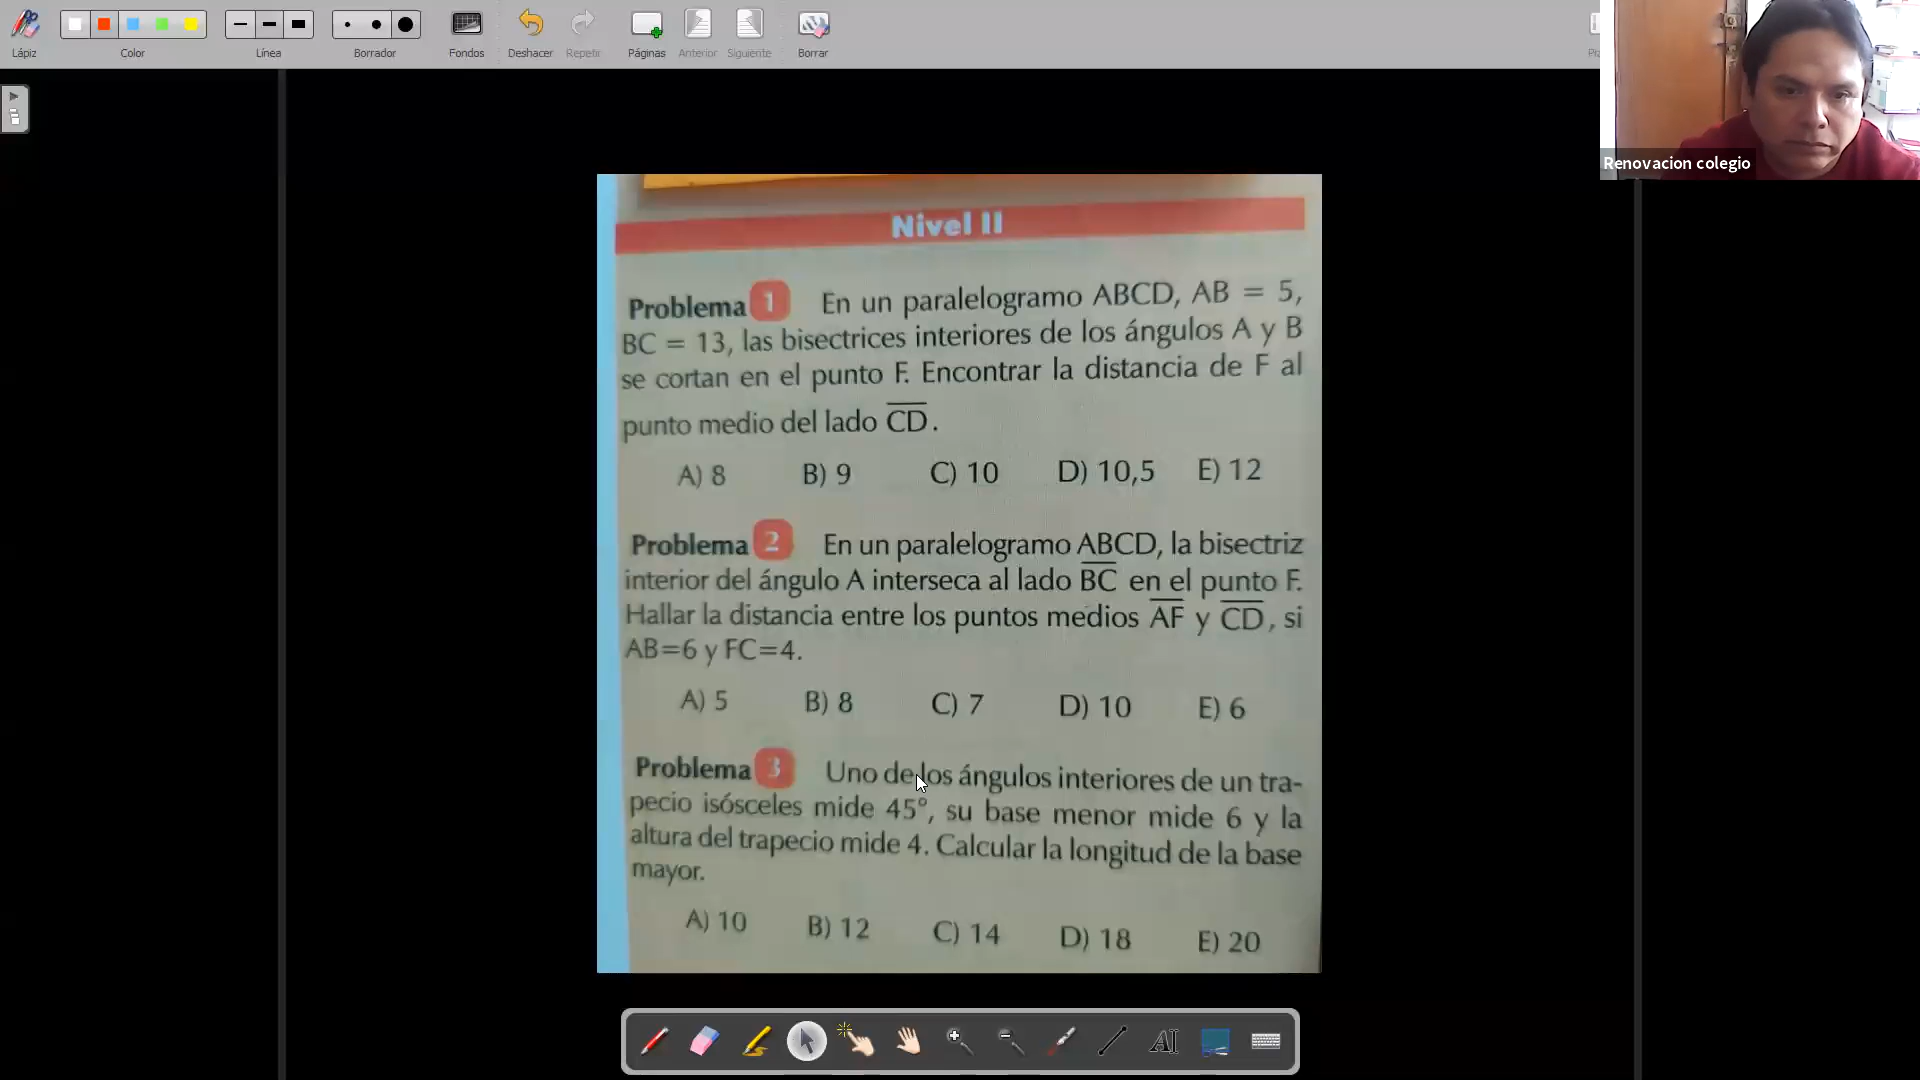 Lápiz
Color
Línea
Borrador
Fondos
Deshacer
Repetir
Páginas
Anterior
Siguiente
Borrar
Renovacion colegio
Nivel II
Problema 1 En un paralelogramo ABCD, AB = 5,
BC = 13, las bisectrices interiores de los ángulos A y B
se cortan en el punto F. Encontrar la distancia de F al
punto medio del lado \overline{CD}.
A) 8 B) 9 C) 10 D) 10,5 E) 12
Problema 2 En un paralelogramo ABCD, la bisectriz
interior del ángulo A interseca al lado \overline{BC} en el punto F.
Hallar la distancia entre los puntos medios \overline{AF} y \overline{CD}, si
AB=6 y FC=4.
A) 5 B) 8 C) 7 D) 10 E) 6
Problema 3 Uno de los ángulos interiores de un tra-
pecio isósceles mide 45°, su base menor mide 6 y la
altura del trapecio mide 4. Calcular la longitud de la base
mayor.
A) 10 B) 12 C) 14 D) 18 E) 20
AI